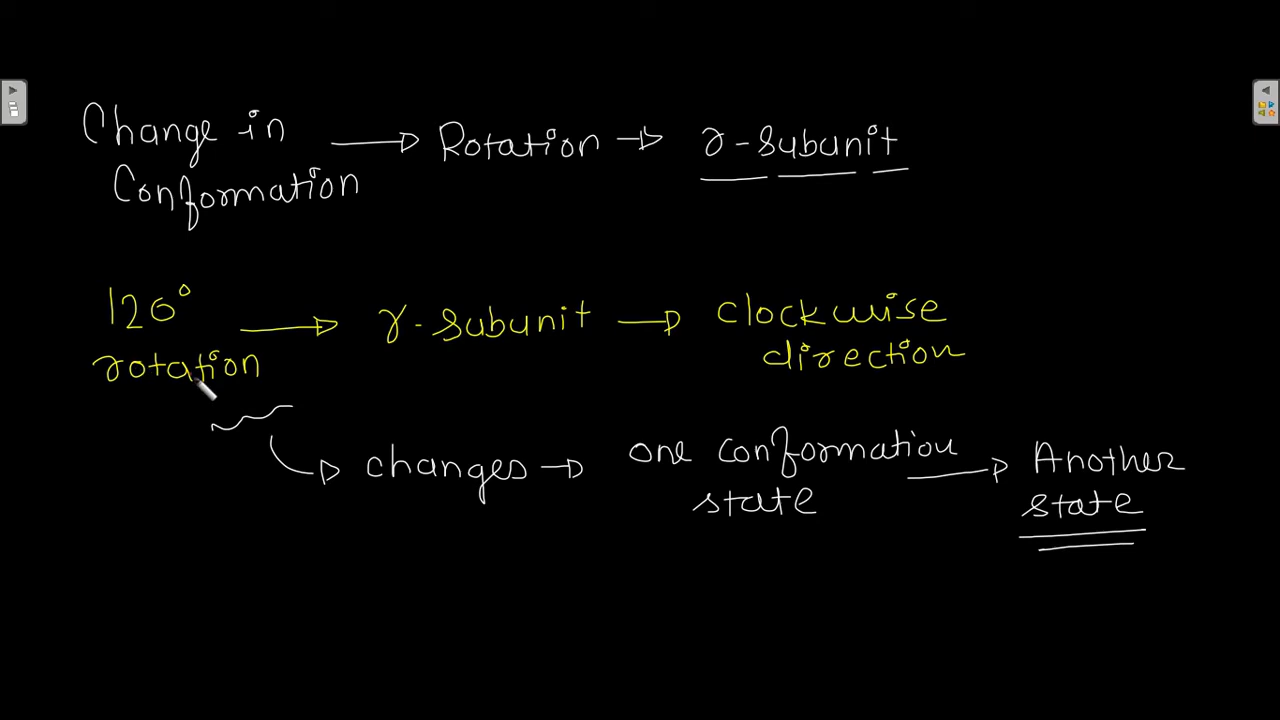 Change in
Conformation → Rotation → γ-subunit
120°
rotation → γ-subunit → clockwise
direction
→ changes → one conformation
state → Another
state